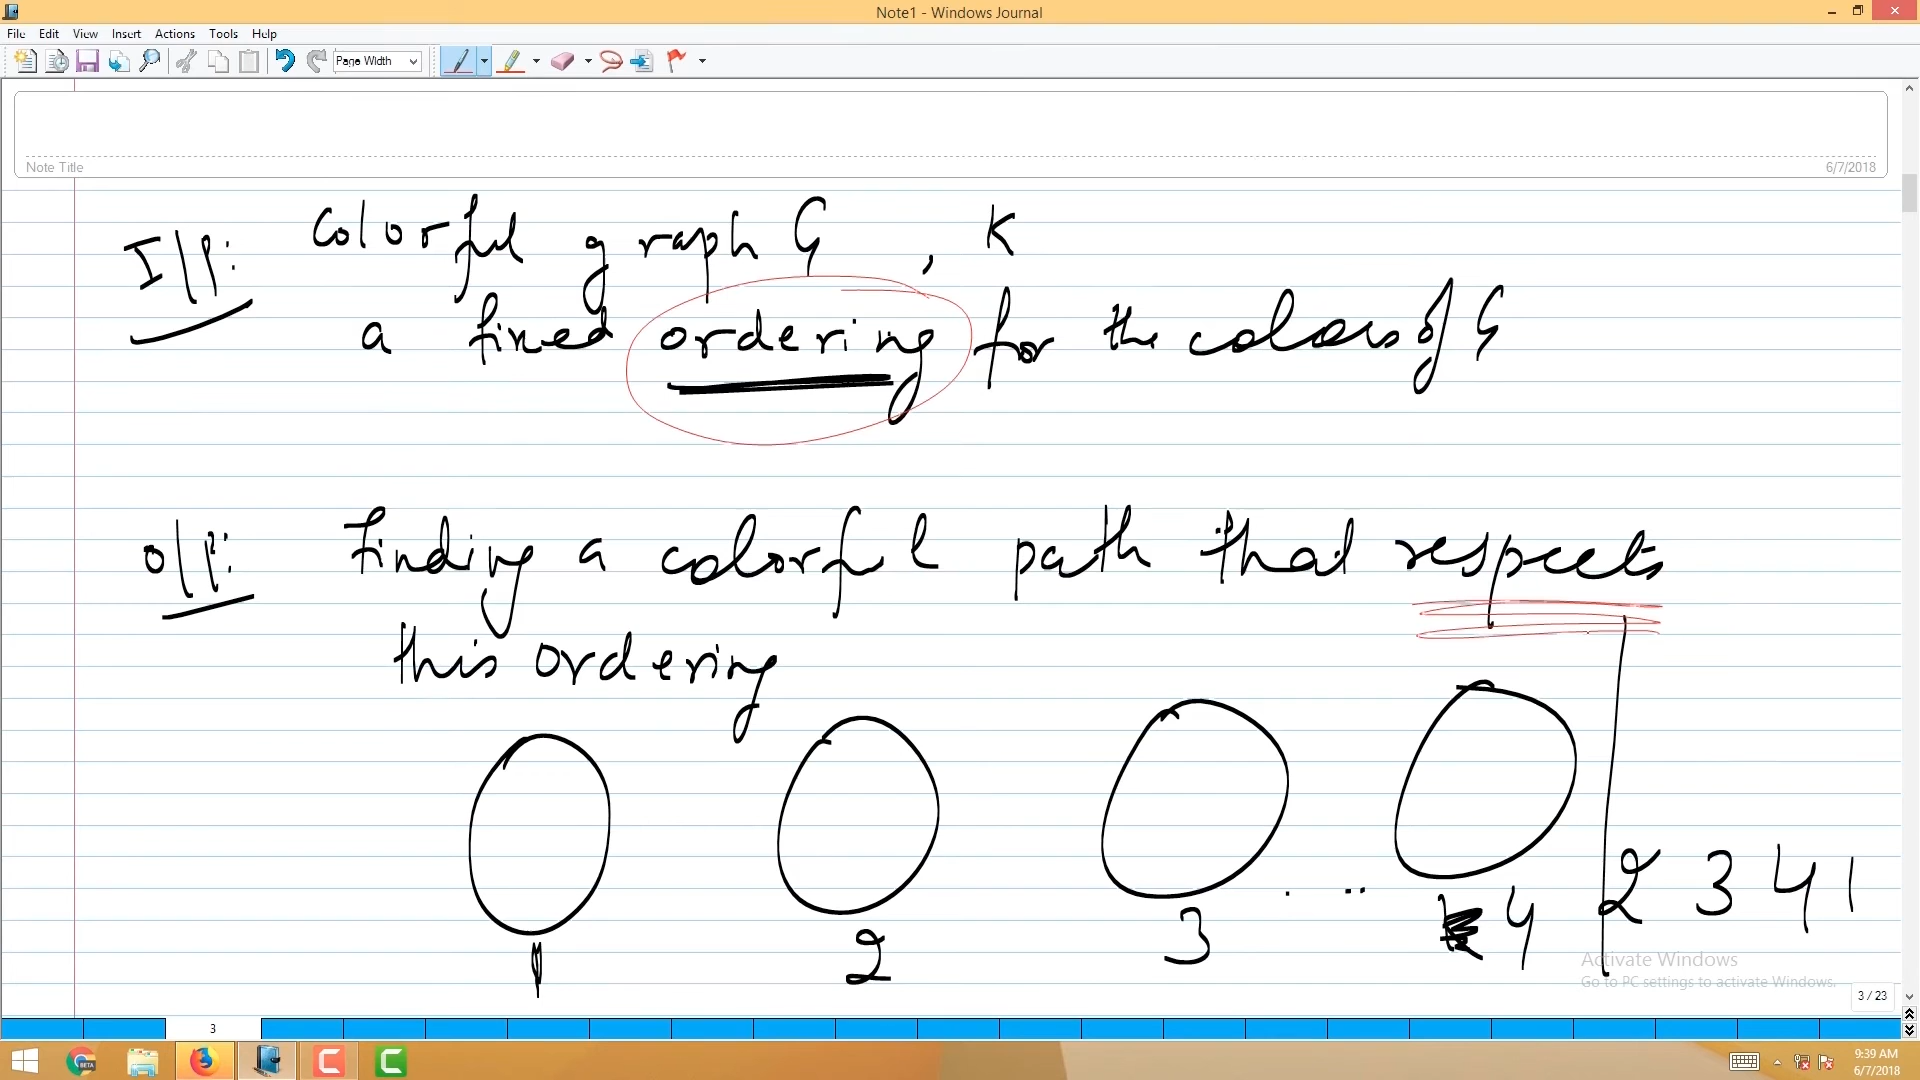 Note1 - Windows Journal
File Edit View Insert Actions Tools Help
Page Width
Note Title
6/7/2018
I/P: Colorful graph G , K
a fixed ordering for the colors of G
O/P: Finding a colorful path that respects
this ordering
1 2 3 . .. 4 2 3 4 1
Activate Windows
Go to PC settings to activate Windows.
3 / 23
3
BETA
9:39 AM
6/7/2018